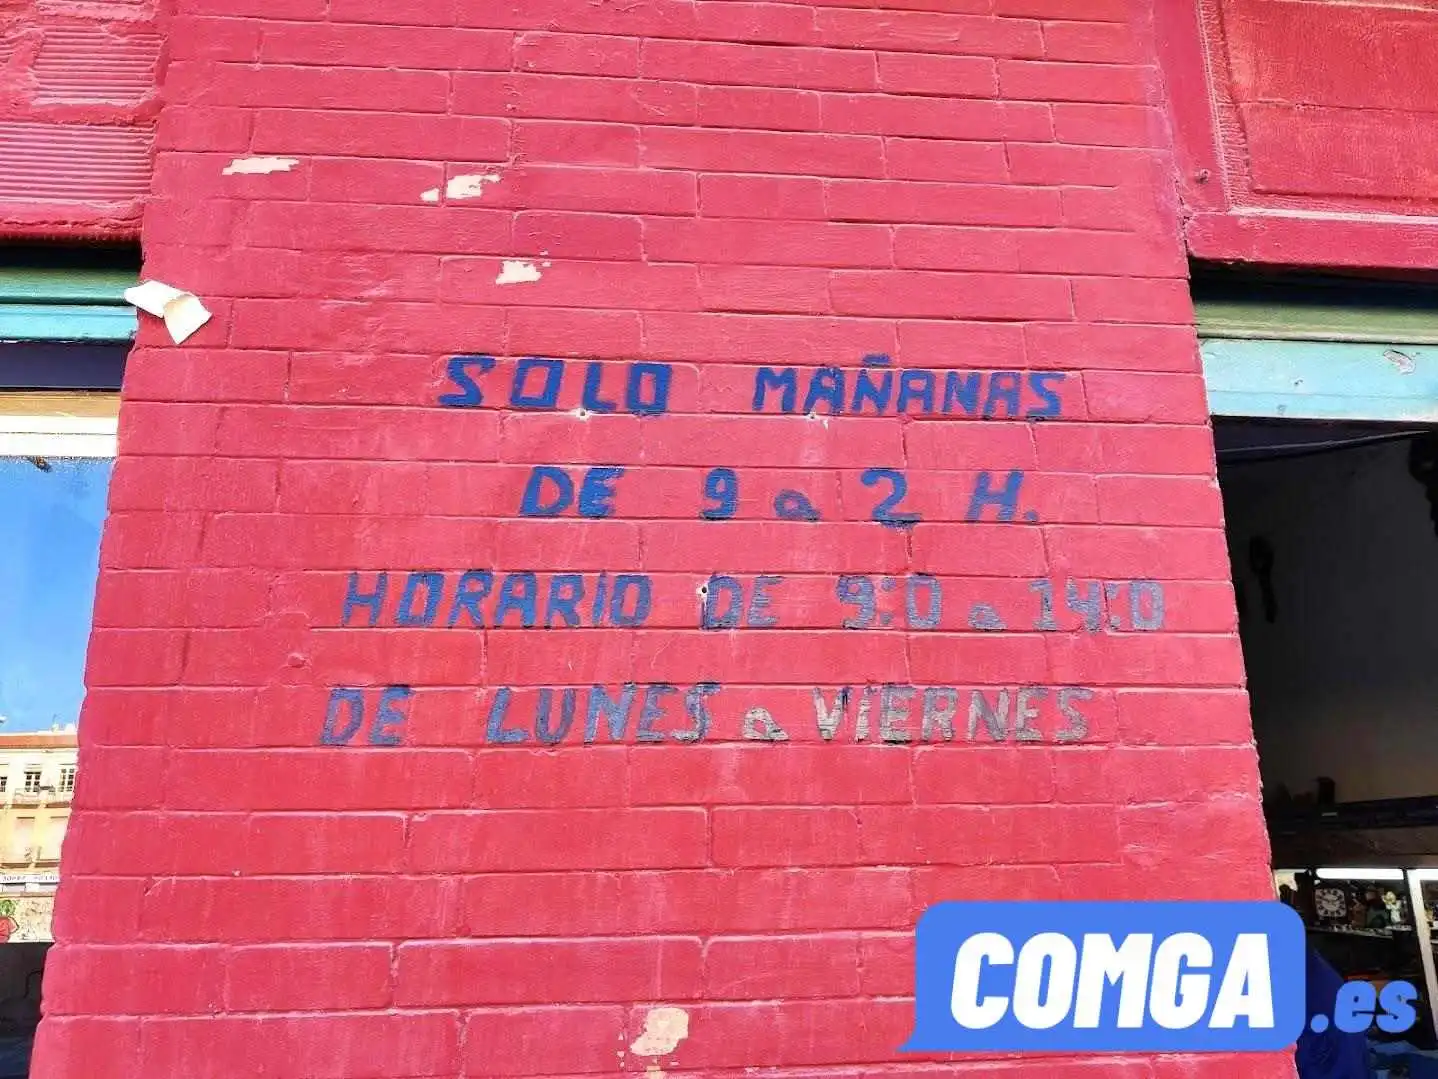 SOLO MAÑANAS
DE 9 a 2 H.
HORARIO DE 9:0 a 14:0
DE LUNES a VIERNES
COMGA.es